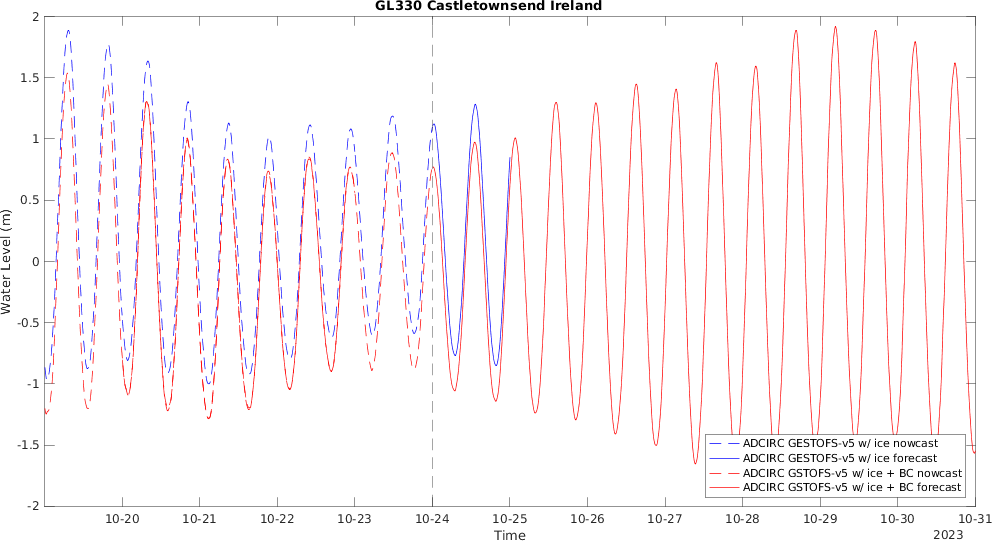 GL330 Castletownsend Ireland
2
1.5
1
0.5
0
-0.5
-1
-1.5
-2
Water Level (m)
ADCIRC GESTOFS-v5 w/ ice nowcast
ADCIRC GESTOFS-v5 w/ ice forecast
ADCIRC GSTOFS-v5 w/ ice + BC nowcast
ADCIRC GSTOFS-v5 w/ ice + BC forecast
10-20 10-21 10-22 10-23 10-24 10-25 10-26 10-27 10-28 10-29 10-30 10-31
Time
2023